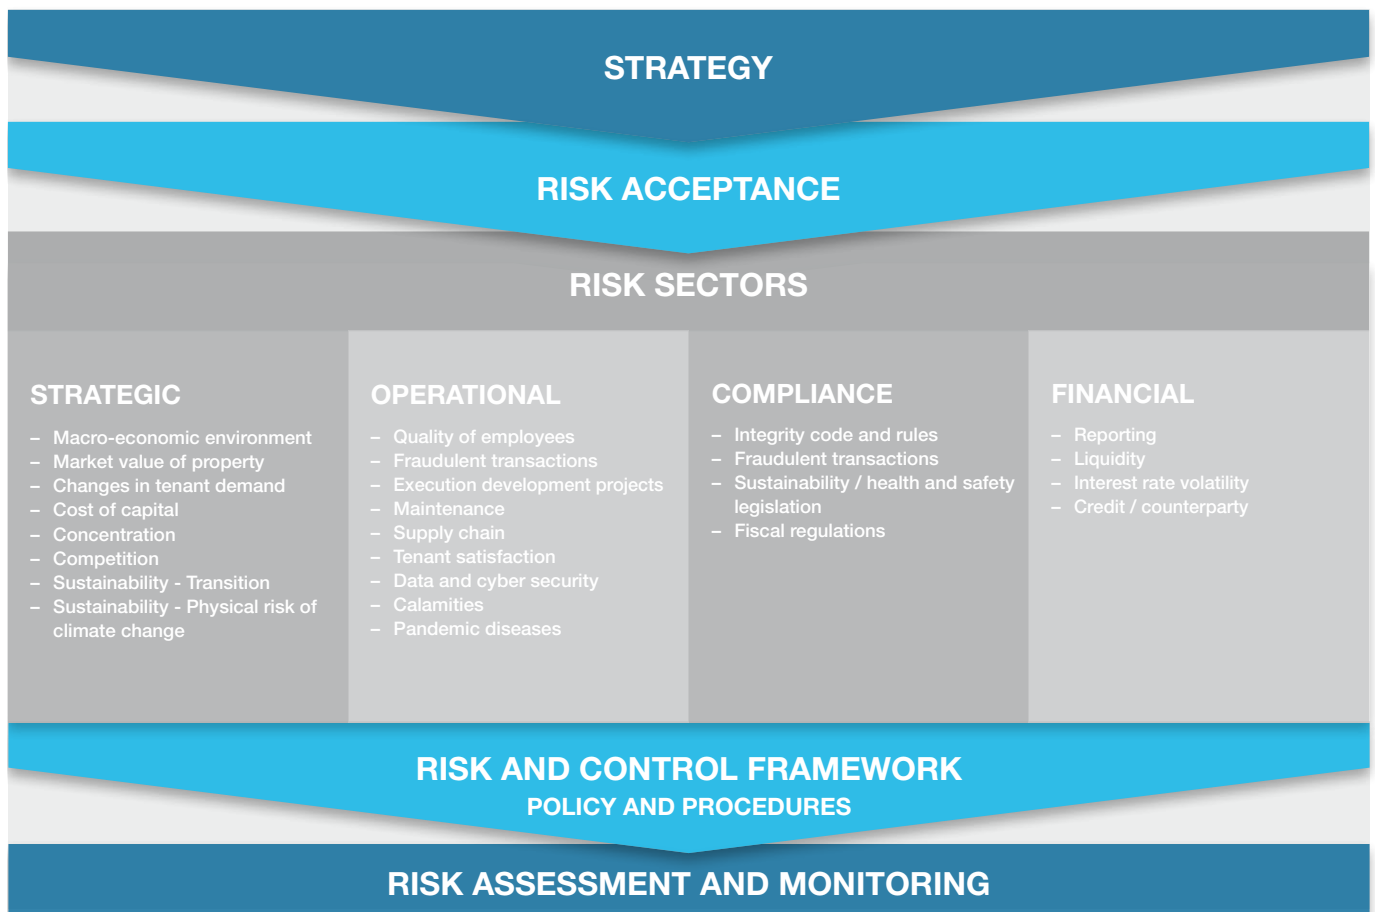 STRATEGY
RISK ACCEPTANCE
RISK SECTORS
STRATEGIC
– Macro-economic environment
– Market value of property
– Changes in tenant demand
– Cost of capital
– Concentration
– Competition
– Sustainability - Transition
– Sustainability - Physical risk of
climate change
OPERATIONAL
– Quality of employees
– Fraudulent transactions
– Execution development projects
– Maintenance
– Supply chain
– Tenant satisfaction
– Data and cyber security
– Calamities
– Pandemic diseases
COMPLIANCE
– Integrity code and rules
– Fraudulent transactions
– Sustainability / health and safety
legislation
– Fiscal regulations
FINANCIAL
– Reporting
– Liquidity
– Interest rate volatility
– Credit / counterparty
RISK AND CONTROL FRAMEWORK
POLICY AND PROCEDURES
RISK ASSESSMENT AND MONITORING